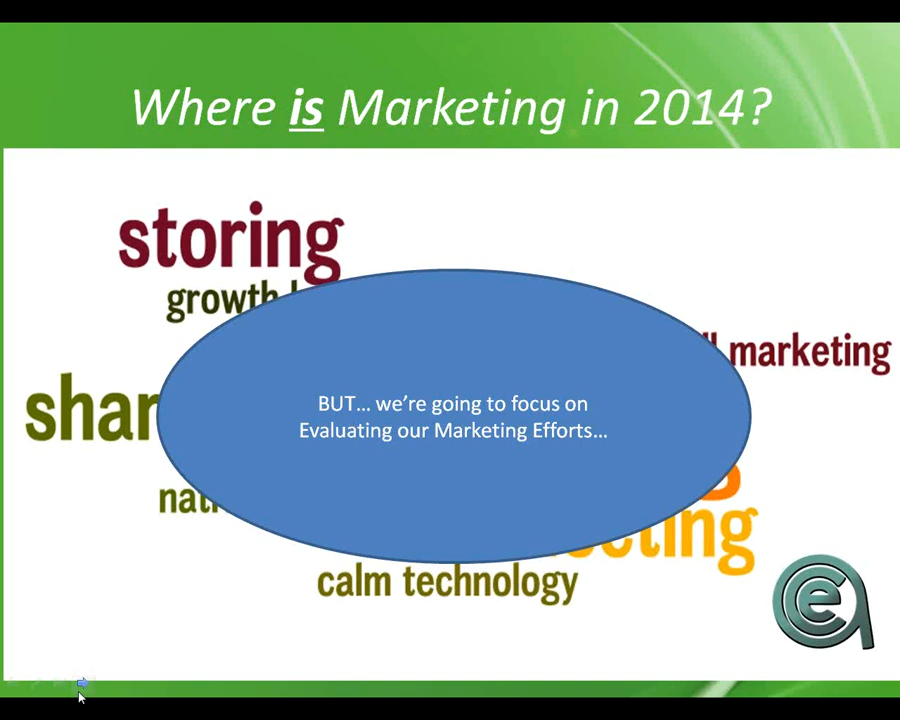 Where is Marketing in 2014?
storing
growth
marketing
BUT... we're going to focus on
Evaluating our Marketing Efforts...
calm technology